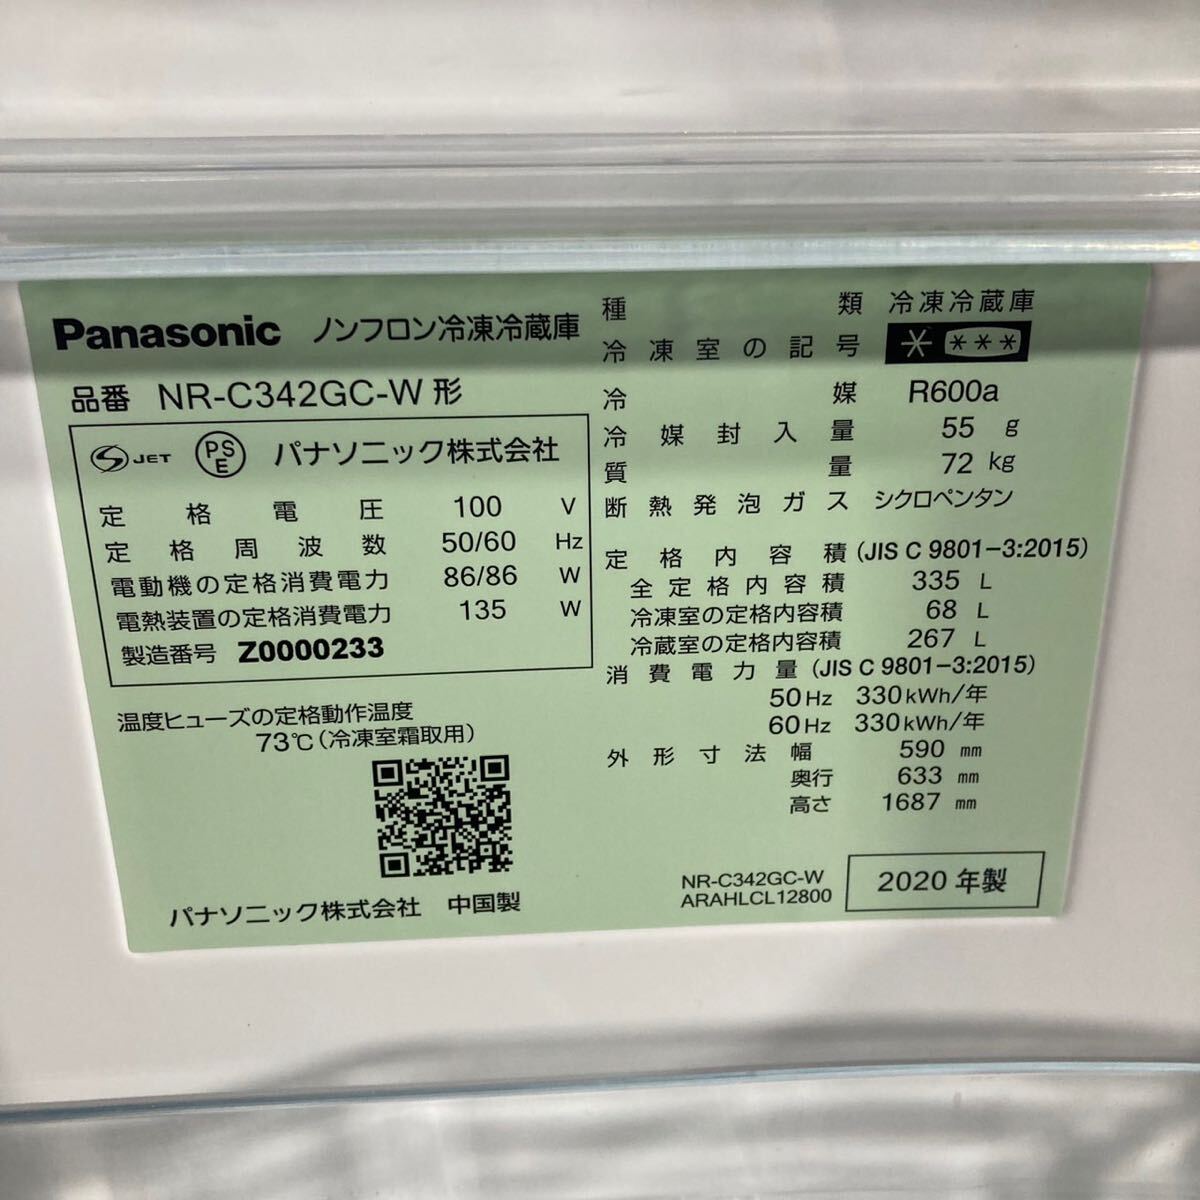 Panasonic ノンフロン冷凍冷蔵庫
品番 NR-C342GC-W 形
JET PSE パナソニック株式会社
定格電圧 100 V
定格周波数 50/60 Hz
電動機の定格消費電力 86/86 W
電熱装置の定格消費電力 135 W
製造番号 Z0000233
温度ヒューズの定格動作温度
73℃(冷凍室霜取用)
パナソニック株式会社 中国製
種類 冷凍冷蔵庫
冷凍室の記号 * ***
冷媒 R600a
冷媒封入量 55 g
質量 72 kg
断熱発泡ガス シクロペンタン
定格内容積 (JIS C 9801-3:2015)
全定格内容積 335 L
冷凍室の定格内容積 68 L
冷蔵室の定格内容積 267 L
消費電力量 (JIS C 9801-3:2015)
50Hz 330kWh/年
60Hz 330kWh/年
外形寸法幅 590 mm
奥行 633 mm
高さ 1687 mm
NR-C342GC-W
ARAHLCL12800
2020 年製